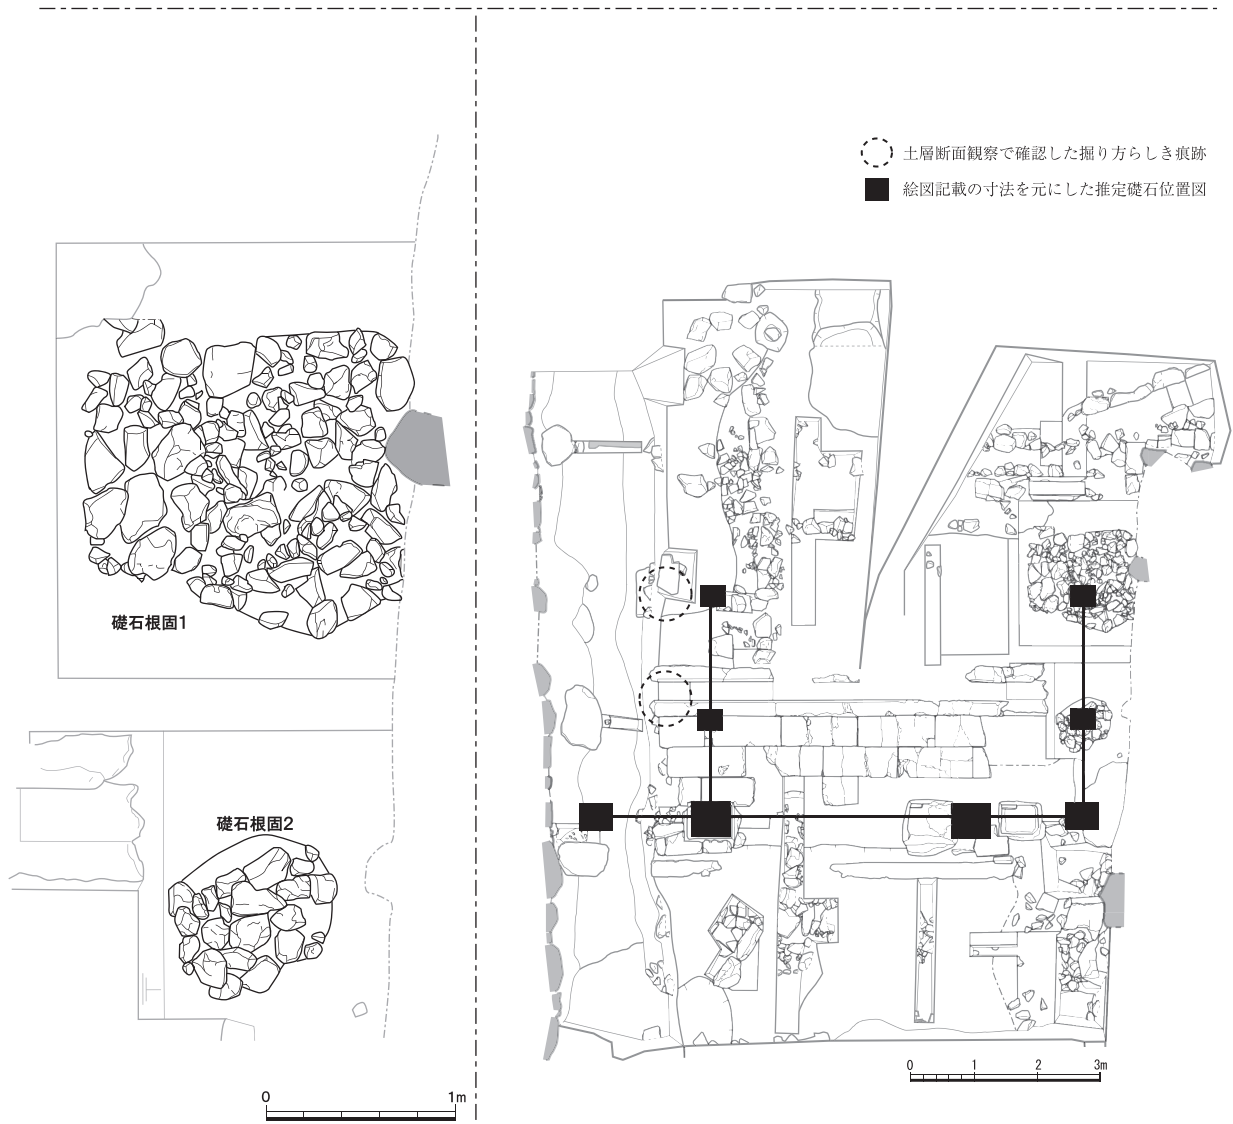 土層断面観察で確認した掘り方らしき痕跡
絵図記載の寸法を元にした推定礎石位置図
礎石根固1
礎石根固2
0 1m
0 1 2 3m